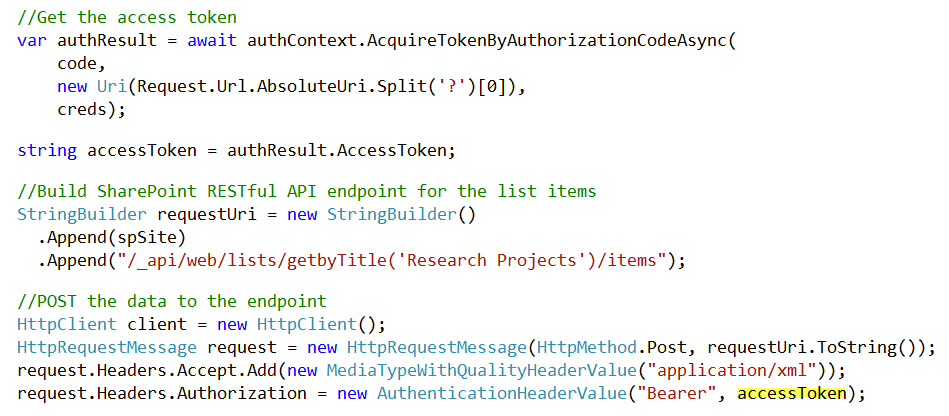 //Get the access token
var authResult = await authContext.AcquireTokenByAuthorizationCodeAsync(
    code,
    new Uri(Request.Url.AbsoluteUri.Split('?')[0]),
    creds);

string accessToken = authResult.AccessToken;

//Build SharePoint RESTful API endpoint for the list items
StringBuilder requestUri = new StringBuilder()
  .Append(spSite)
  .Append("/_api/web/lists/getbyTitle('Research Projects')/items");

//POST the data to the endpoint
HttpClient client = new HttpClient();
HttpRequestMessage request = new HttpRequestMessage(HttpMethod.Post, requestUri.ToString());
request.Headers.Accept.Add(new MediaTypeWithQualityHeaderValue("application/xml"));
request.Headers.Authorization = new AuthenticationHeaderValue("Bearer", accessToken);